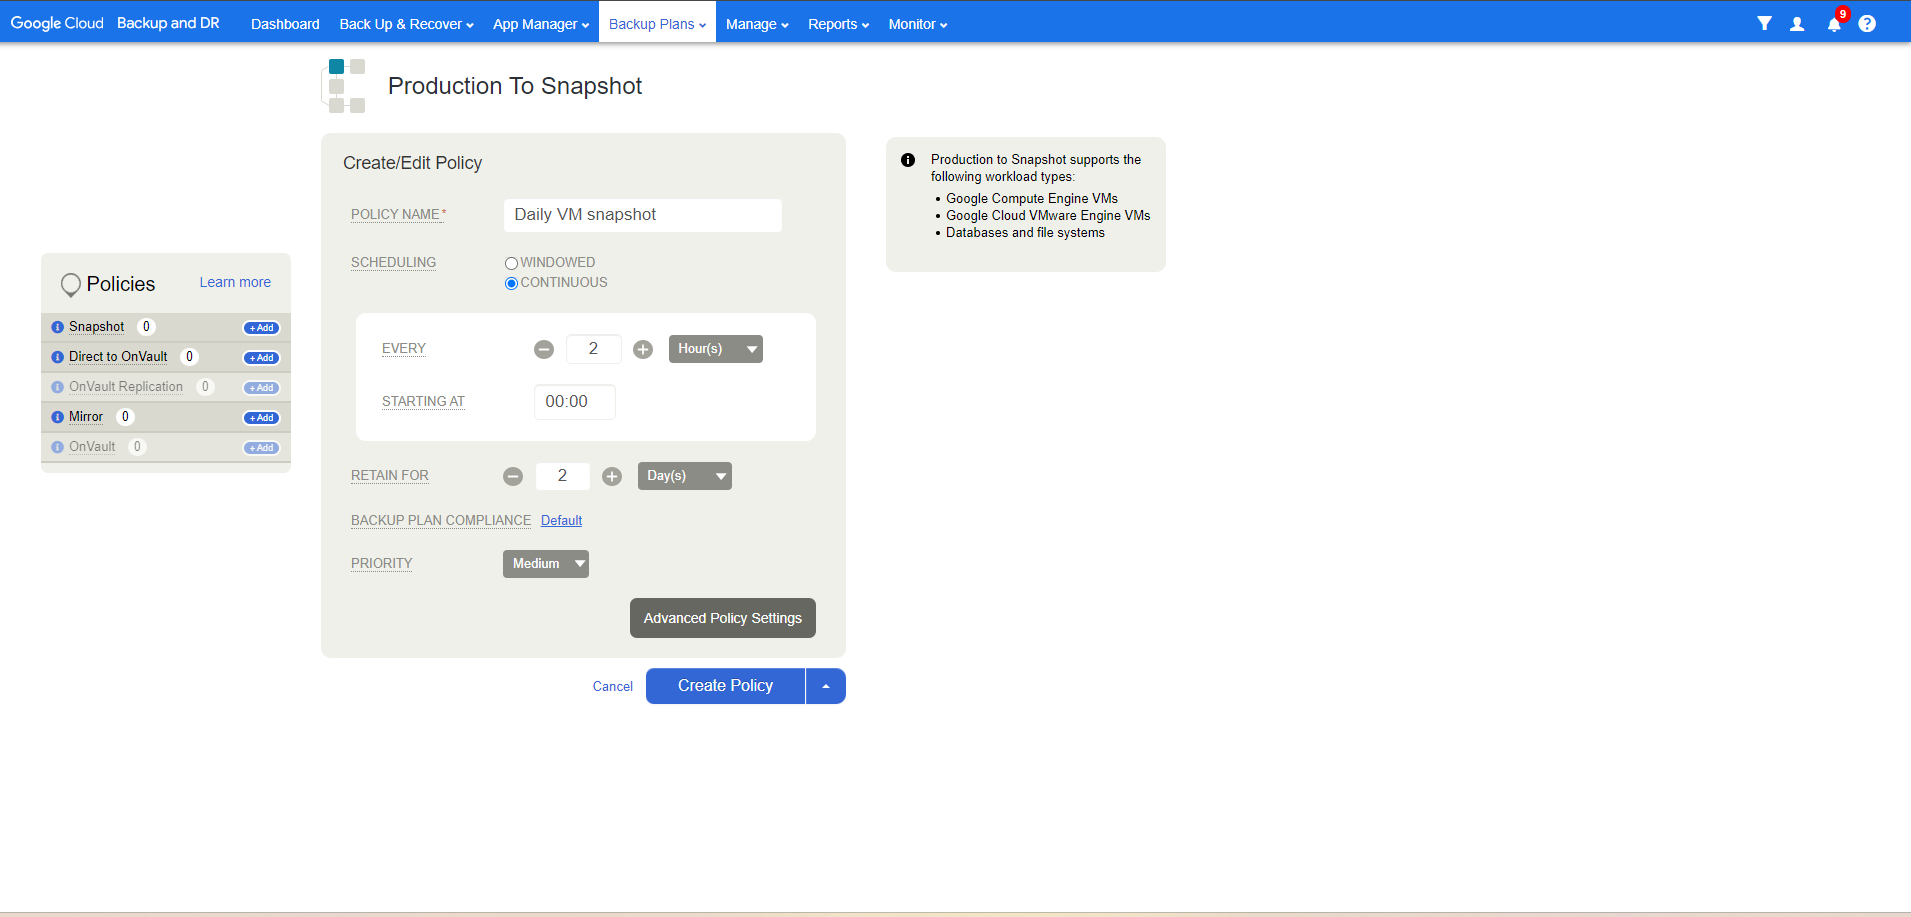 Google Cloud Backup and DR Dashboard Back Up & Recover App Manager Backup Plans Manage Reports Monitor 9 ?
Production To Snapshot
Create/Edit Policy
POLICY NAME* Daily VM snapshot
SCHEDULING WINDOWED
CONTINUOUS
EVERY 2 Hour(s)
STARTING AT 00:00
RETAIN FOR 2 Day(s)
BACKUP PLAN COMPLIANCE Default
PRIORITY Medium
Advanced Policy Settings
Cancel Create Policy
Policies Learn more
Snapshot 0 + Add
Direct to OnVault 0 + Add
OnVault Replication 0 + Add
Mirror 0 + Add
OnVault 0 + Add
Production to Snapshot supports the
following workload types:
• Google Compute Engine VMs
• Google Cloud VMware Engine VMs
• Databases and file systems